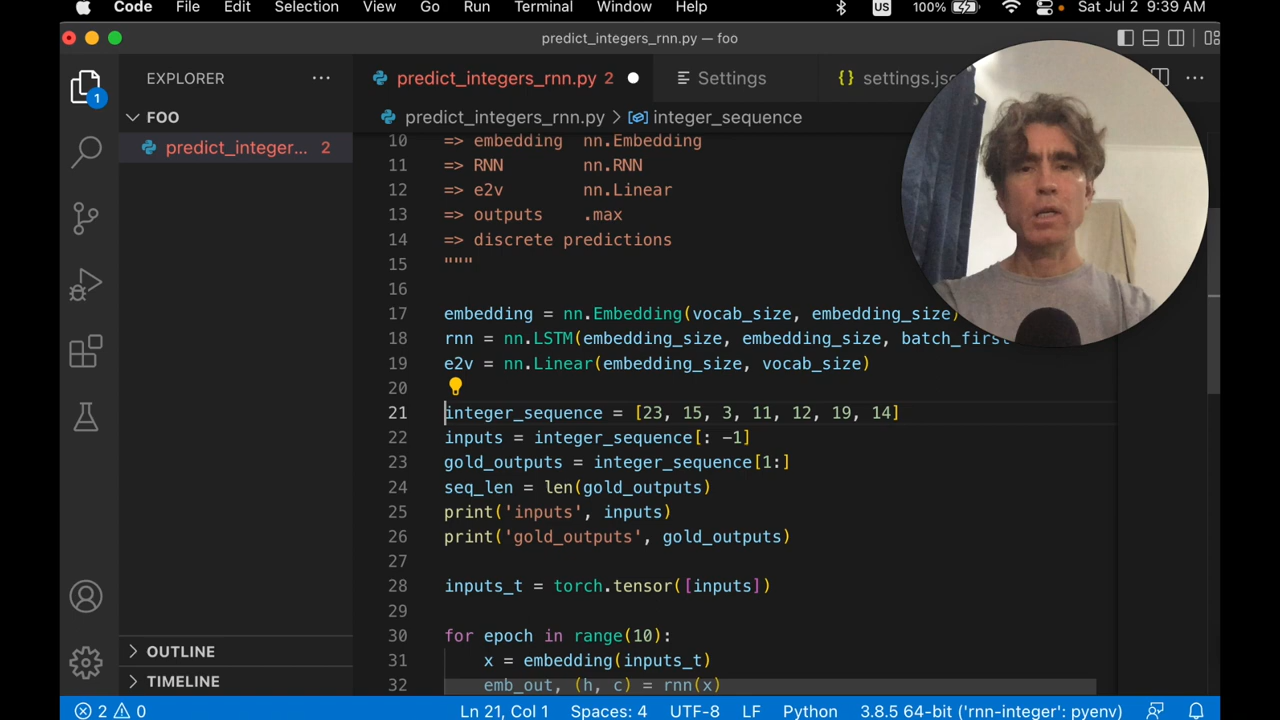 Code File Edit Selection View Go Run Terminal Window Help US 100% Sat Jul 2 9:39 AM
predict_integers_rnn.py — foo
EXPLORER
FOO
predict_integer... 2
1
OUTLINE
TIMELINE
predict_integers_rnn.py 2 Settings {} settings.js
predict_integers_rnn.py > integer_sequence
10 => embedding nn.Embedding
11 => RNN nn.RNN
12 => e2v nn.Linear
13 => outputs .max
14 => discrete predictions
15 """
16
17 embedding = nn.Embedding(vocab_size, embedding_size)
18 rnn = nn.LSTM(embedding_size, embedding_size, batch_first
19 e2v = nn.Linear(embedding_size, vocab_size)
20
21 integer_sequence = [23, 15, 3, 11, 12, 19, 14]
22 inputs = integer_sequence[: -1]
23 gold_outputs = integer_sequence[1:]
24 seq_len = len(gold_outputs)
25 print('inputs', inputs)
26 print('gold_outputs', gold_outputs)
27
28 inputs_t = torch.tensor([inputs])
29
30 for epoch in range(10):
31 x = embedding(inputs_t)
32 emb_out, (h, c) = rnn(x)
2 0 Ln 21, Col 1 Spaces: 4 UTF-8 LF Python 3.8.5 64-bit ('rnn-integer': pyenv)